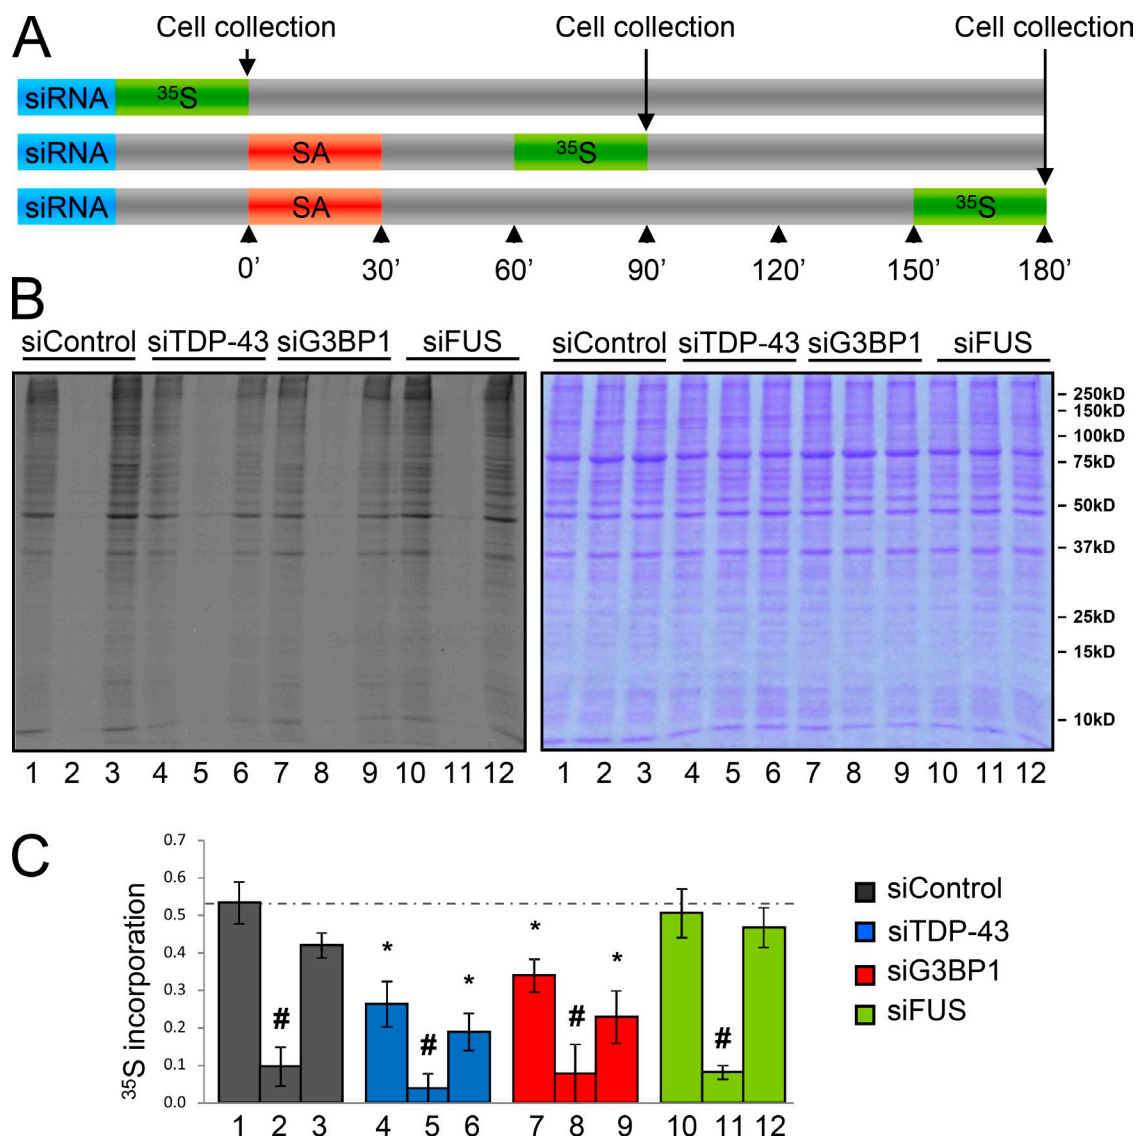 A
Cell collection Cell collection Cell collection
siRNA ³⁵S
siRNA SA ³⁵S
siRNA SA ³⁵S
0’ 30’ 60’ 90’ 120’ 150’ 180’
B
siControl siTDP-43 siG3BP1 siFUS siControl siTDP-43 siG3BP1 siFUS
250kD
150kD
100kD
75kD
50kD
37kD
25kD
15kD
10kD
1 2 3 4 5 6 7 8 9 10 11 12 1 2 3 4 5 6 7 8 9 10 11 12
C
³⁵S incorporation
0.7
0.6
0.5
0.4
0.3
0.2
0.1
0.0
# * # * * # * #
1 2 3 4 5 6 7 8 9 10 11 12
siControl
siTDP-43
siG3BP1
siFUS